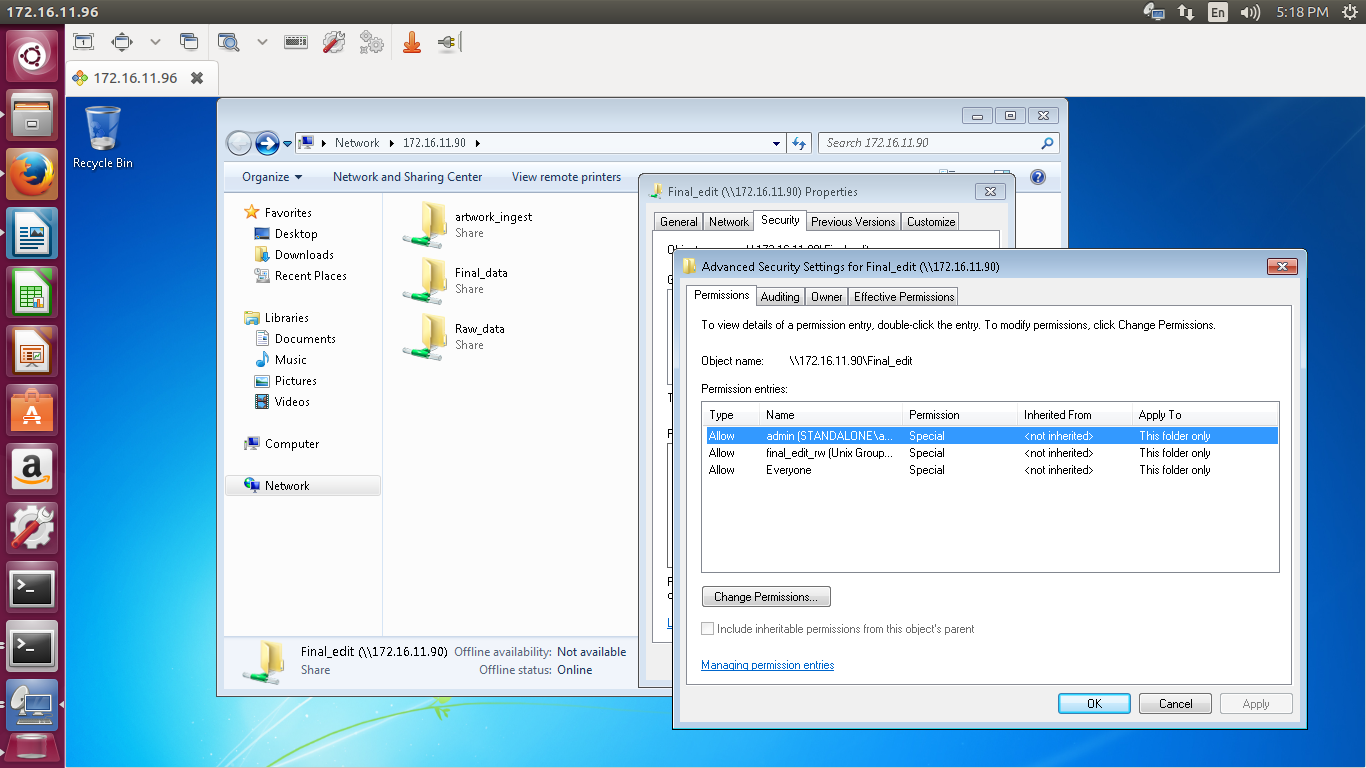 172.16.11.96
En
5:18 PM
172.16.11.96
Recycle Bin
Network
172.16.11.90
Search 172.16.11.90
Organize
Network and Sharing Center
View remote printers
Favorites
Desktop
Downloads
Recent Places
Libraries
Documents
Music
Pictures
Videos
Computer
Network
artwork_ingest
Share
Final_data
Share
Raw_data
Share
Final_edit (\\172.16.11.90) Offline availability: Not available
Share Offline status: Online
Final_edit (\\172.16.11.90) Properties
General Network Security Previous Versions Customize
Advanced Security Settings for Final_edit (\\172.16.11.90)
Permissions Auditing Owner Effective Permissions
To view details of a permission entry, double-click the entry. To modify permissions, click Change Permissions.
Object name: \\172.16.11.90\Final_edit
Permission entries:
Type Name Permission Inherited From Apply To
Allow admin (STANDALONE\a... Special <not inherited> This folder only
Allow final_edit_rw (Unix Group... Special <not inherited> This folder only
Allow Everyone Special <not inherited> This folder only
Change Permissions...
Include inheritable permissions from this object's parent
Managing permission entries
OK Cancel Apply